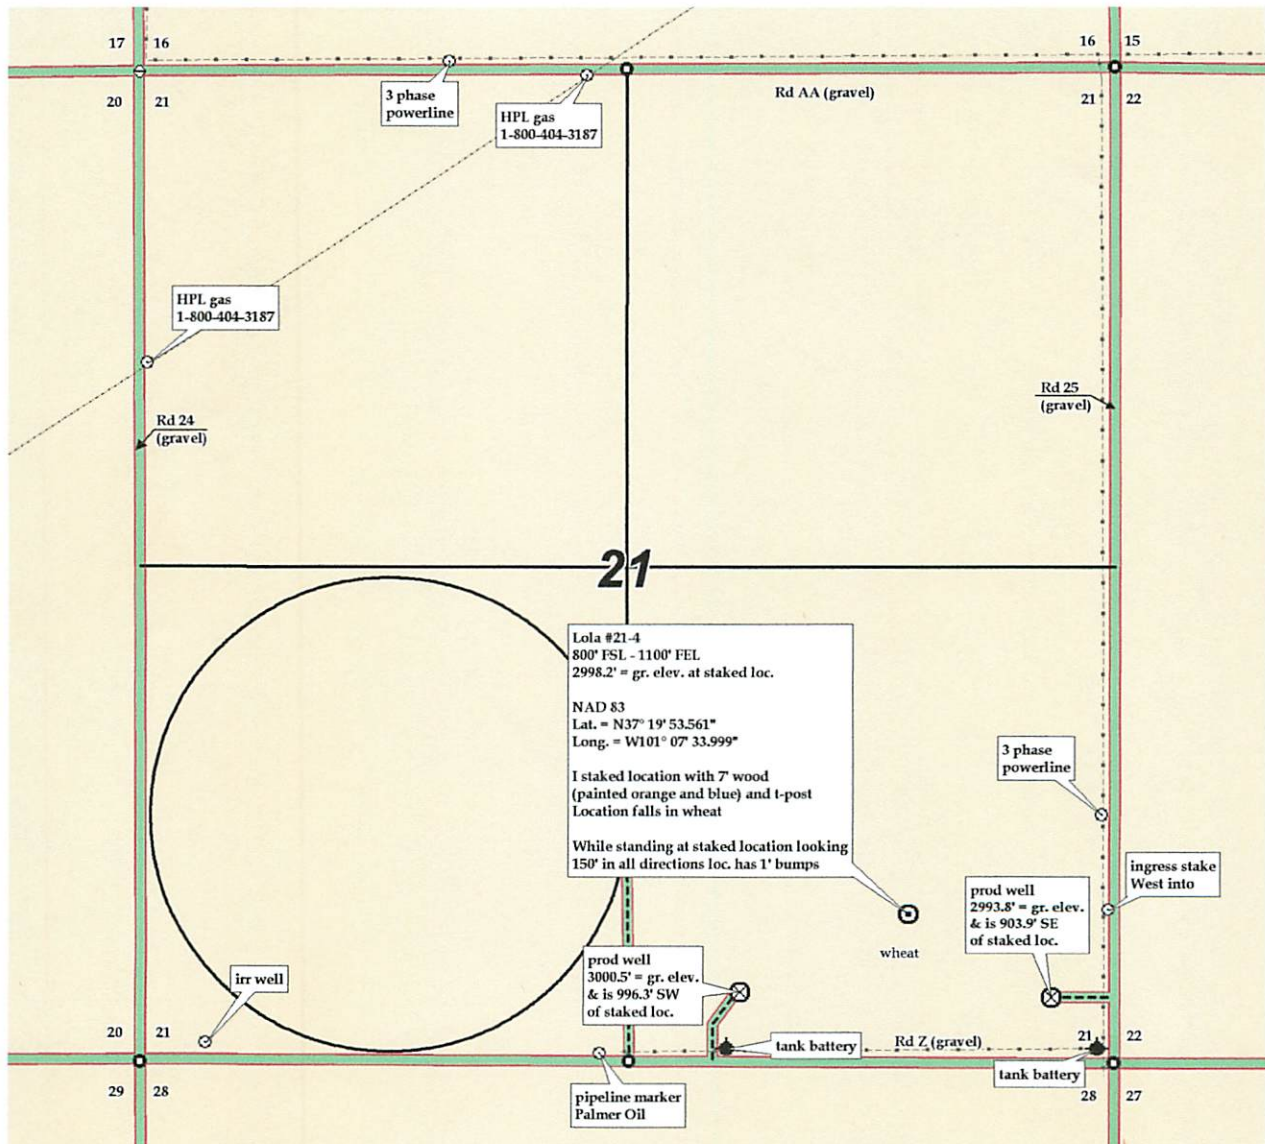 17 16
16 15
20 21
3 phase
powerline
HPL gas
1-800-404-3187
Rd AA (gravel)
21 22
HPL gas
1-800-404-3187
Rd 24
(gravel)
Rd 25
(gravel)
21
Lola #21-4
800' FSL - 1100' FEL
2998.2' = gr. elev. at staked loc.
NAD 83
Lat. = N37° 19' 53.561"
Long. = W101° 07' 33.999"
I staked location with 7' wood
(painted orange and blue) and t-post
Location falls in wheat
While standing at staked location looking
150' in all directions loc. has 1' bumps
3 phase
powerline
ingress stake
West into
prod well
2993.8' = gr. elev.
& is 903.9' SE
of staked loc.
wheat
prod well
3000.5' = gr. elev.
& is 996.3' SW
of staked loc.
irr well
20 21
tank battery
Rd Z (gravel)
21 22
tank battery
29 28
pipeline marker
Palmer Oil
28 27